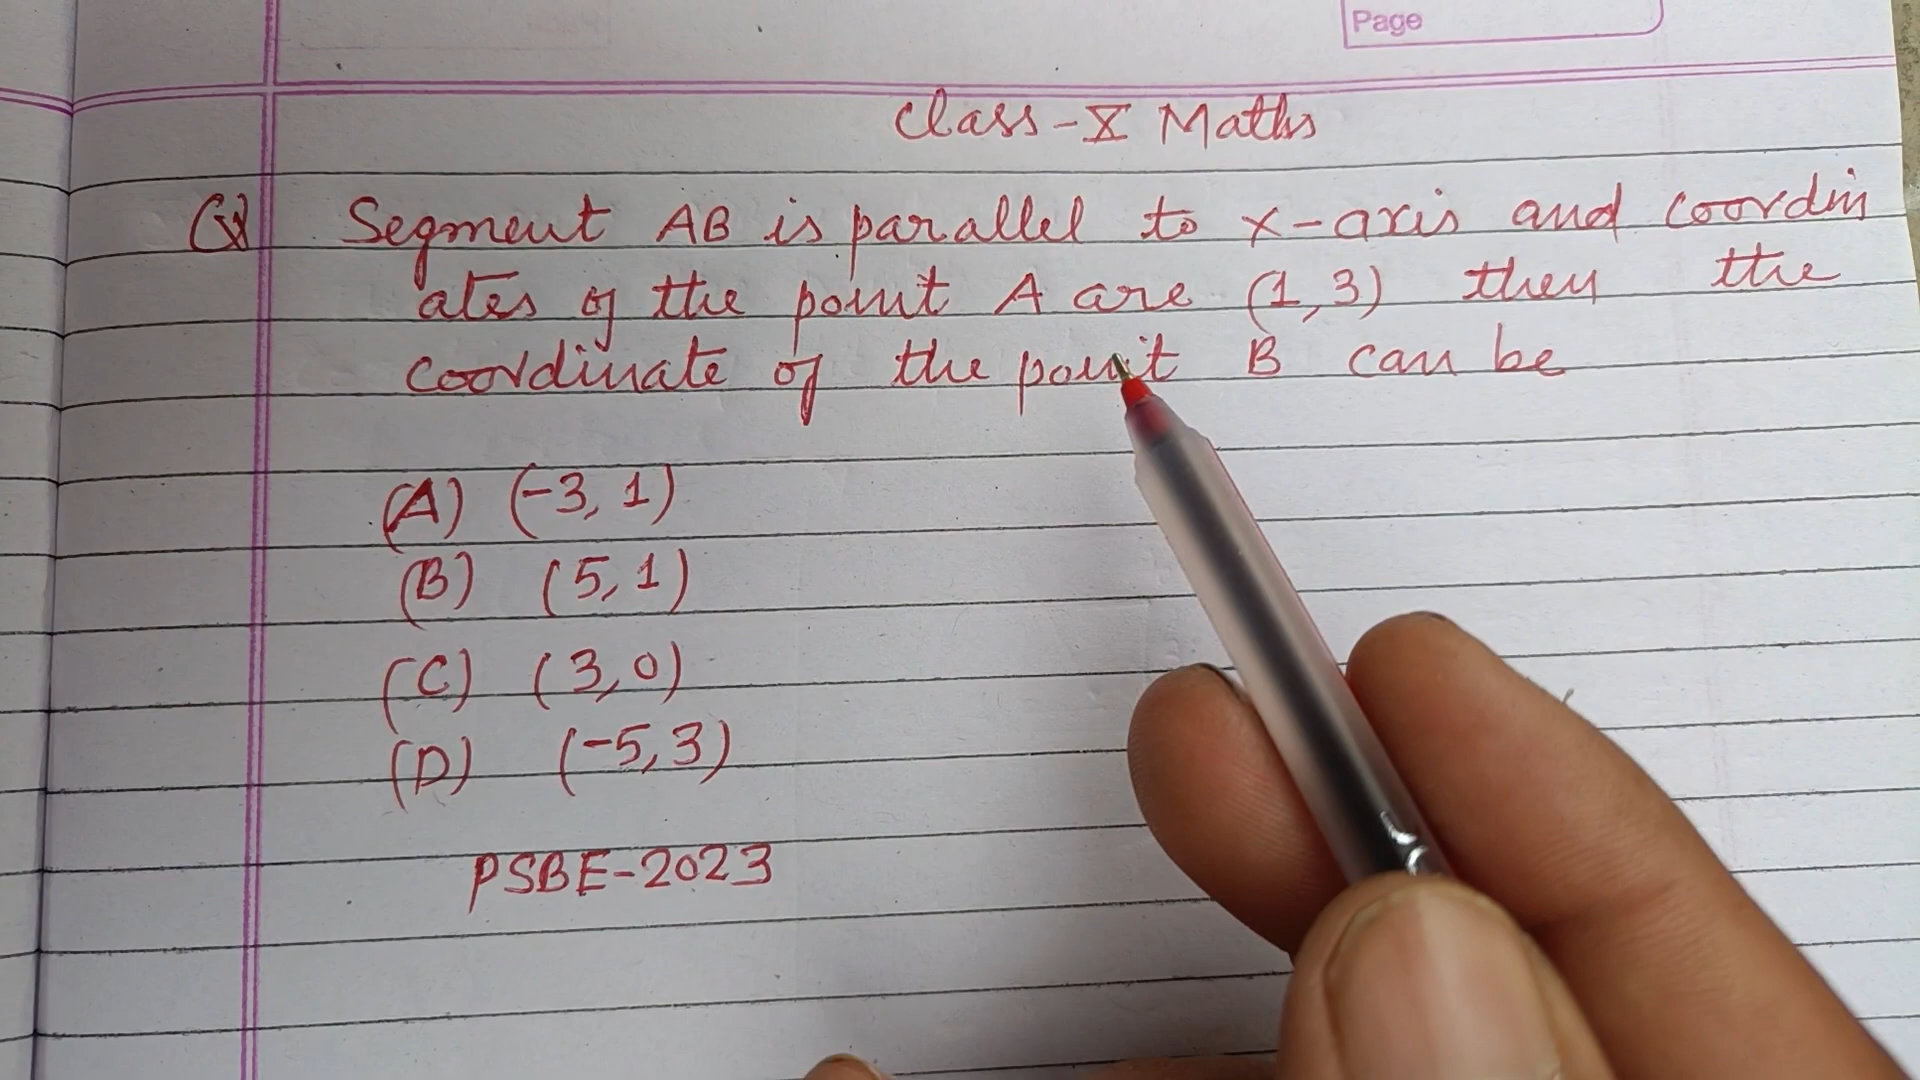 Page
Class-X Maths
Q Segment AB is parallel to x-axis and coordin
ates of the point A are (1,3) then the
coordinate of the point B can be
(A) (-3, 1)
(B) (5, 1)
(C) (3, 0)
(D) (-5, 3)
PSBE-2023